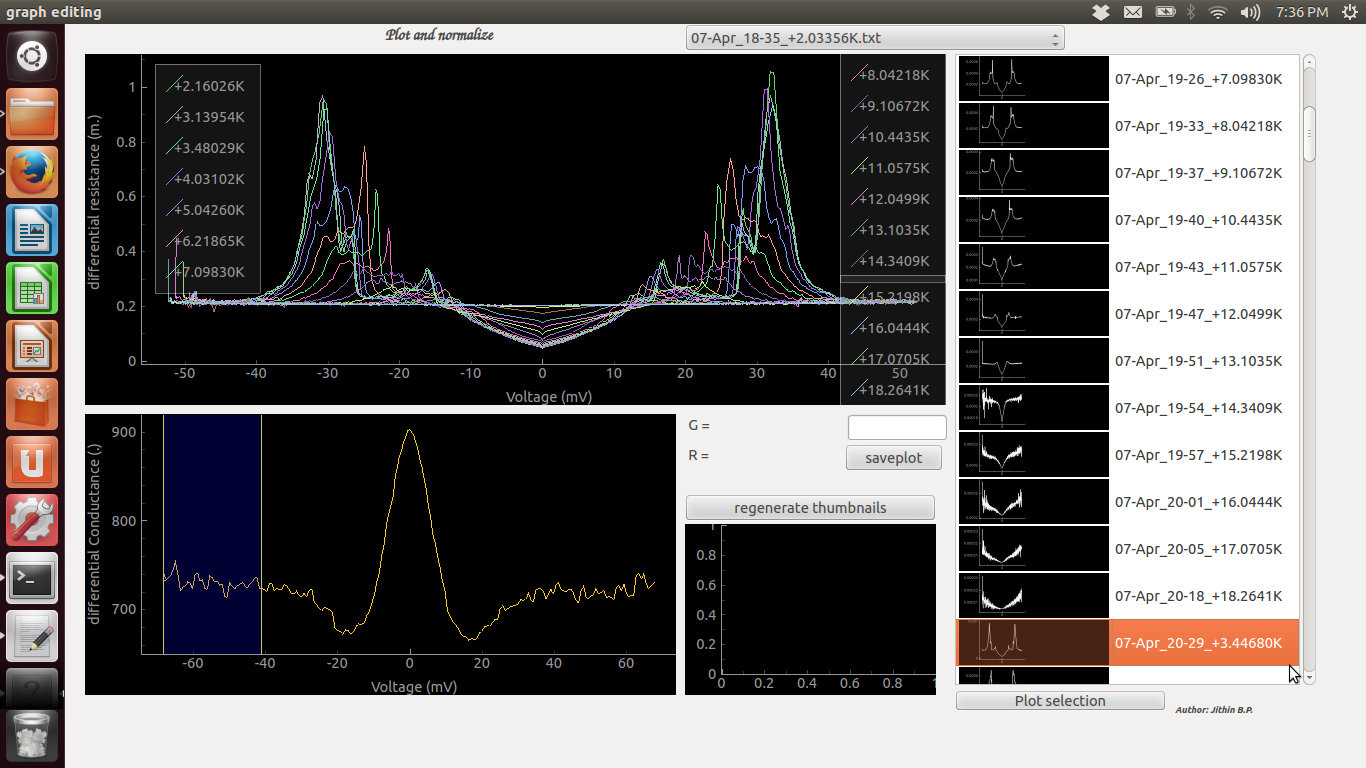 graph editing
7:36 PM
Plot and normalize
07-Apr_18-35_+2.03356K.txt
differential resistance (m.)
1
0.8
0.6
0.4
0.2
0
-50 -40 -30 -20 -10 0 10 20 30 40 50
Voltage (mV)
+2.16026K
+3.13954K
+3.48029K
+4.03102K
+5.04260K
+6.21865K
+7.09830K
+8.04218K
+9.10672K
+10.4435K
+11.0575K
+12.0499K
+13.1035K
+14.3409K
+15.2198K
+16.0444K
+17.0705K
+18.2641K
differential Conductance (.)
900
800
700
-60 -40 -20 0 20 40 60
Voltage (mV)
G =
R =
saveplot
regenerate thumbnails
1
0.8
0.6
0.4
0.2
0
0 0.2 0.4 0.6 0.8 1
07-Apr_19-26_+7.09830K
07-Apr_19-33_+8.04218K
07-Apr_19-37_+9.10672K
07-Apr_19-40_+10.4435K
07-Apr_19-43_+11.0575K
07-Apr_19-47_+12.0499K
07-Apr_19-51_+13.1035K
07-Apr_19-54_+14.3409K
07-Apr_19-57_+15.2198K
07-Apr_20-01_+16.0444K
07-Apr_20-05_+17.0705K
07-Apr_20-18_+18.2641K
07-Apr_20-29_+3.44680K
Plot selection
Author: Jithin B.P.